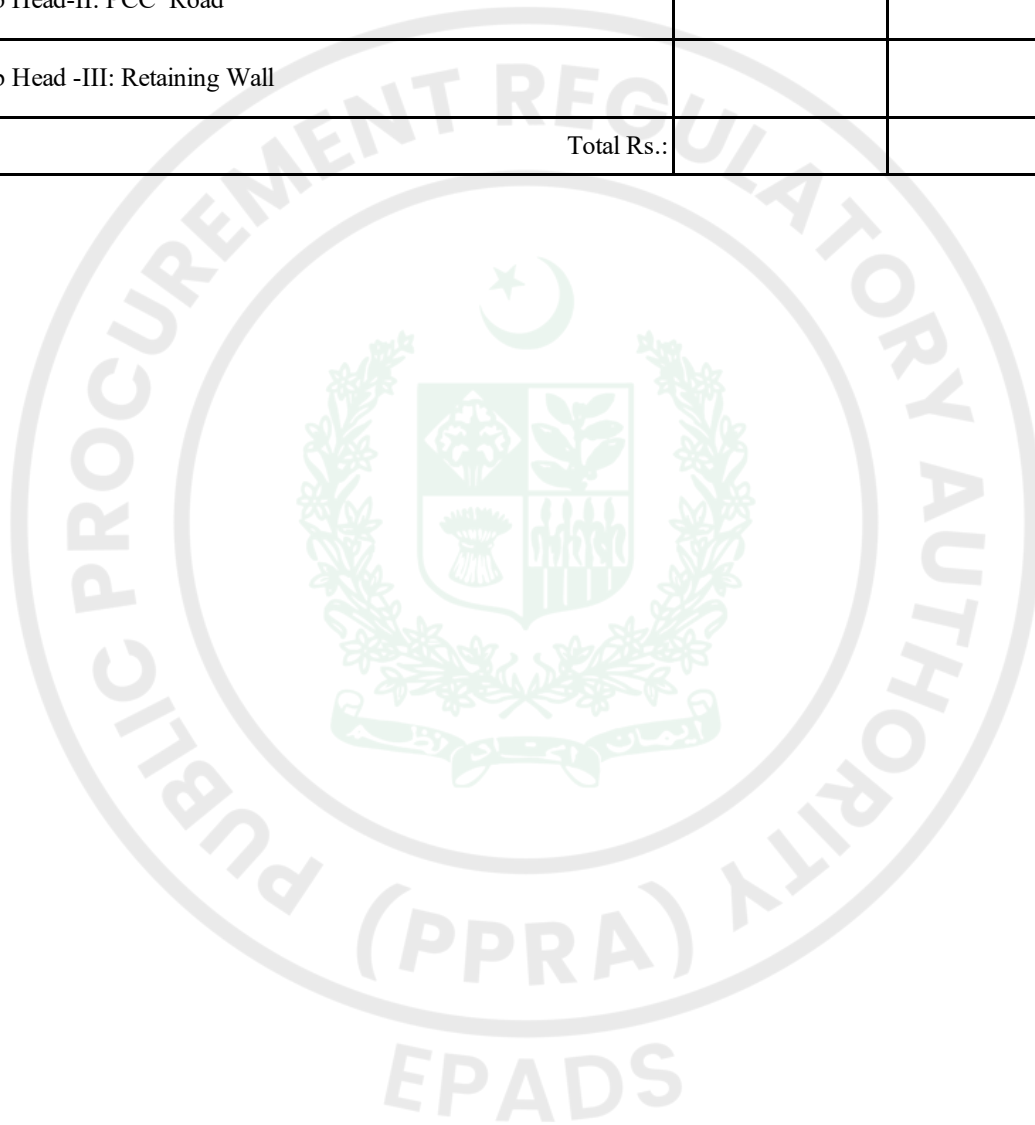 Head-II: PCC Road
Head -III: Retaining Wall
Total Rs.:
PUBLIC PROCUREMENT REGULATORY AUTHORITY
(PPRA)
EPADS